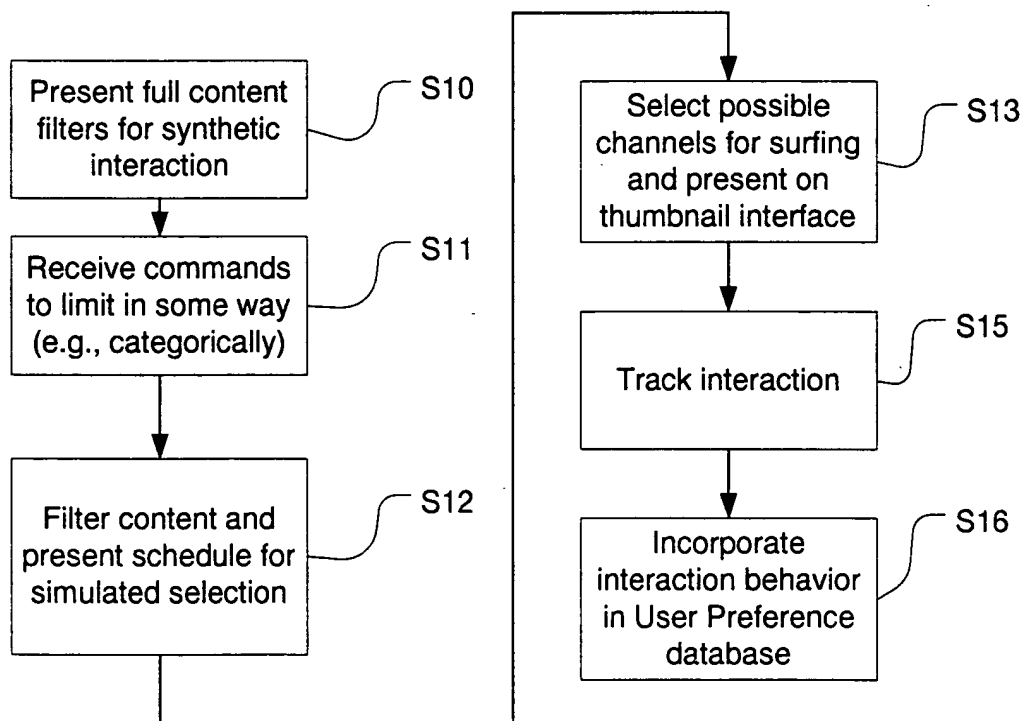 Present full content
filters for synthetic
interaction
S10
Receive commands
to limit in some way
(e.g., categorically)
S11
Filter content and
present schedule for
simulated selection
S12
Select possible
channels for surfing
and present on
thumbnail interface
S13
Track interaction
S15
Incorporate
interaction behavior
in User Preference
database
S16